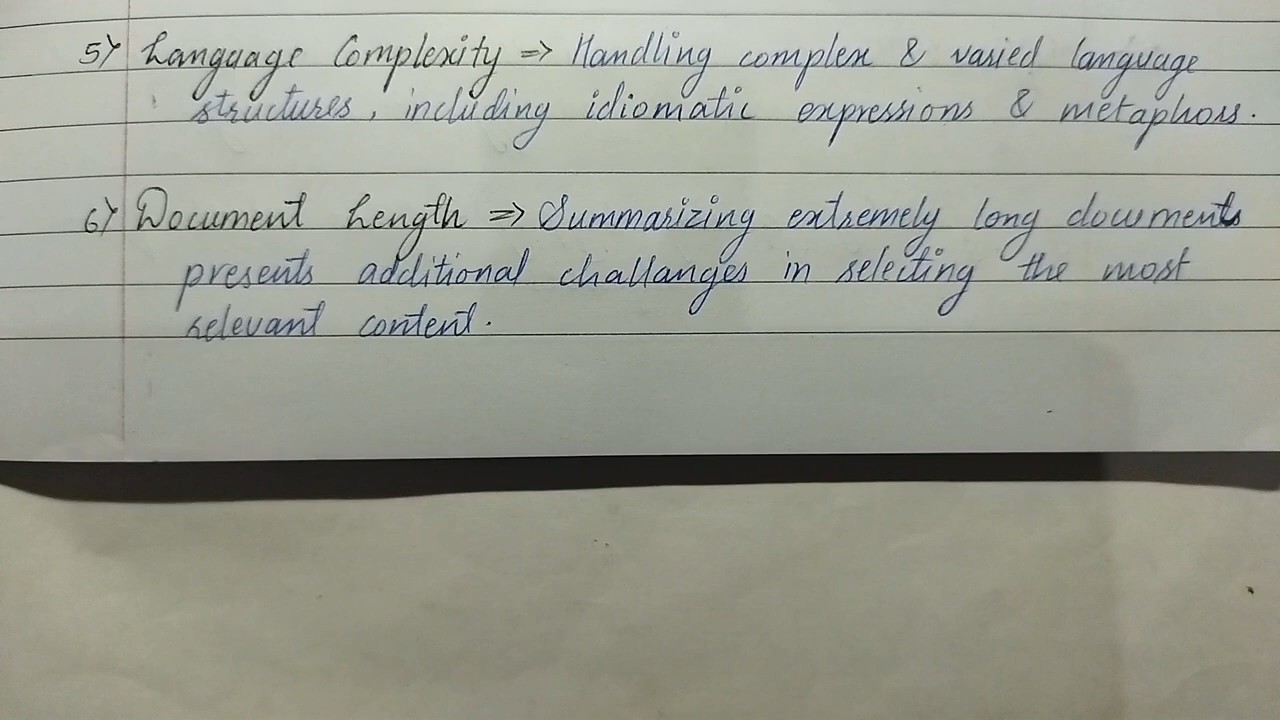 5) Language Complexity => Handling complex & varied language
structures, including idiomatic expressions & metaphors.
6) Document Length => Summarizing extremely long documents
presents additional challanges in selecting the most
relevant content.